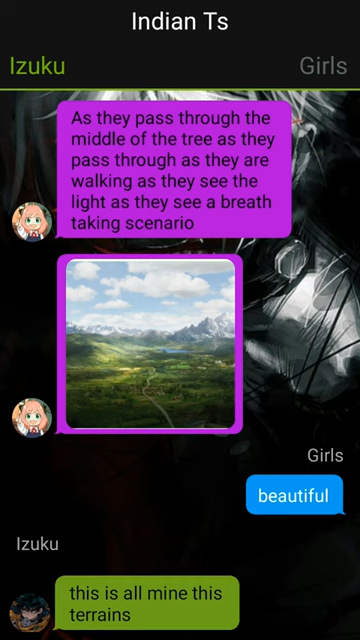 Indian Ts
Izuku
Girls
As they pass through the
middle of the tree as they
pass through as they are
walking as they see the
light as they see a breath
taking scenario
Girls
beautiful
Izuku
this is all mine this
terrains